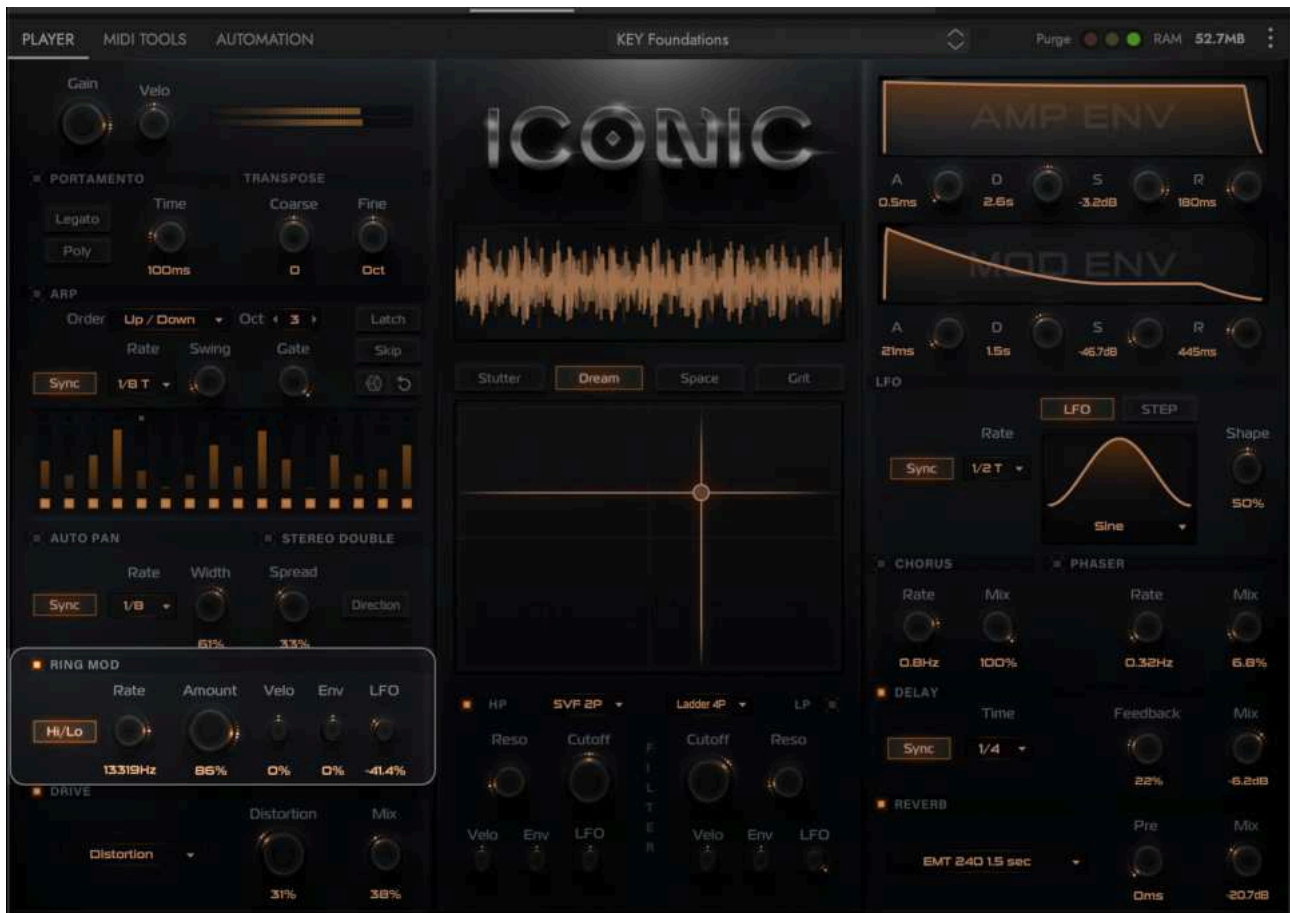 PLAYER MIDI TOOLS AUTOMATION KEY Foundations Purge RAM 52.7MB
Gain Velo
ICONIC
PORTAMENTO TRANSPOSE
Legato Time Coarse Fine
Poly
100ms 0 Oct
ARP
Order Up / Down Oct 3 Latch
Rate Swing Gate Skip
Sync 1/8 T
AUTO PAN STEREO DOUBLE
Rate Width Spread
Sync 1/8 Direction
61% 33%
RING MOD
Rate Amount Velo Env LFO
Hi/Lo
13319Hz 86% 0% 0% -41.4%
DRIVE
Distortion Mix
Distortion
31% 38%
Stutter Dream Space Grit
HP SVF 2P Ladder 4P LP
Reso Cutoff Cutoff Reso
FILTER
Velo Env LFO Velo Env LFO
AMP ENV
A D S R
0.5ms 2.6s -3.2dB 180ms
MOD ENV
A D S R
21ms 1.5s -46.7dB 445ms
LFO
LFO STEP
Rate Shape
Sync 1/2 T
50%
Sine
CHORUS PHASER
Rate Mix Rate Mix
0.8Hz 100% 0.32Hz 6.8%
DELAY
Time Feedback Mix
Sync 1/4
22% -6.2dB
REVERB
Pre Mix
EMT 240 1.5 sec
0ms -20.7dB